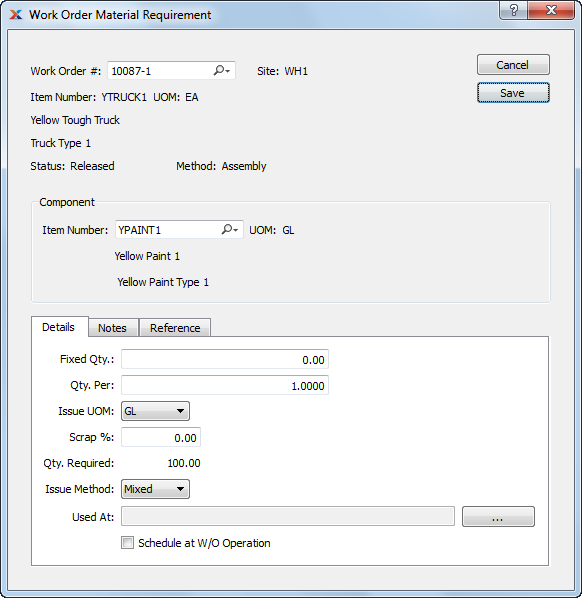 Work Order Material Requirement
?
Work Order #: 10087-1 Site: WH1 Cancel
Item Number: YTRUCK1 UOM: EA Save
Yellow Tough Truck
Truck Type 1
Status: Released Method: Assembly
Component
Item Number: YPAINT1 UOM: GL
Yellow Paint 1
Yellow Paint Type 1
Details Notes Reference
Fixed Qty.: 0.00
Qty. Per: 1.0000
Issue UOM: GL
Scrap %: 0.00
Qty. Required: 100.00
Issue Method: Mixed
Used At: ...
Schedule at W/O Operation